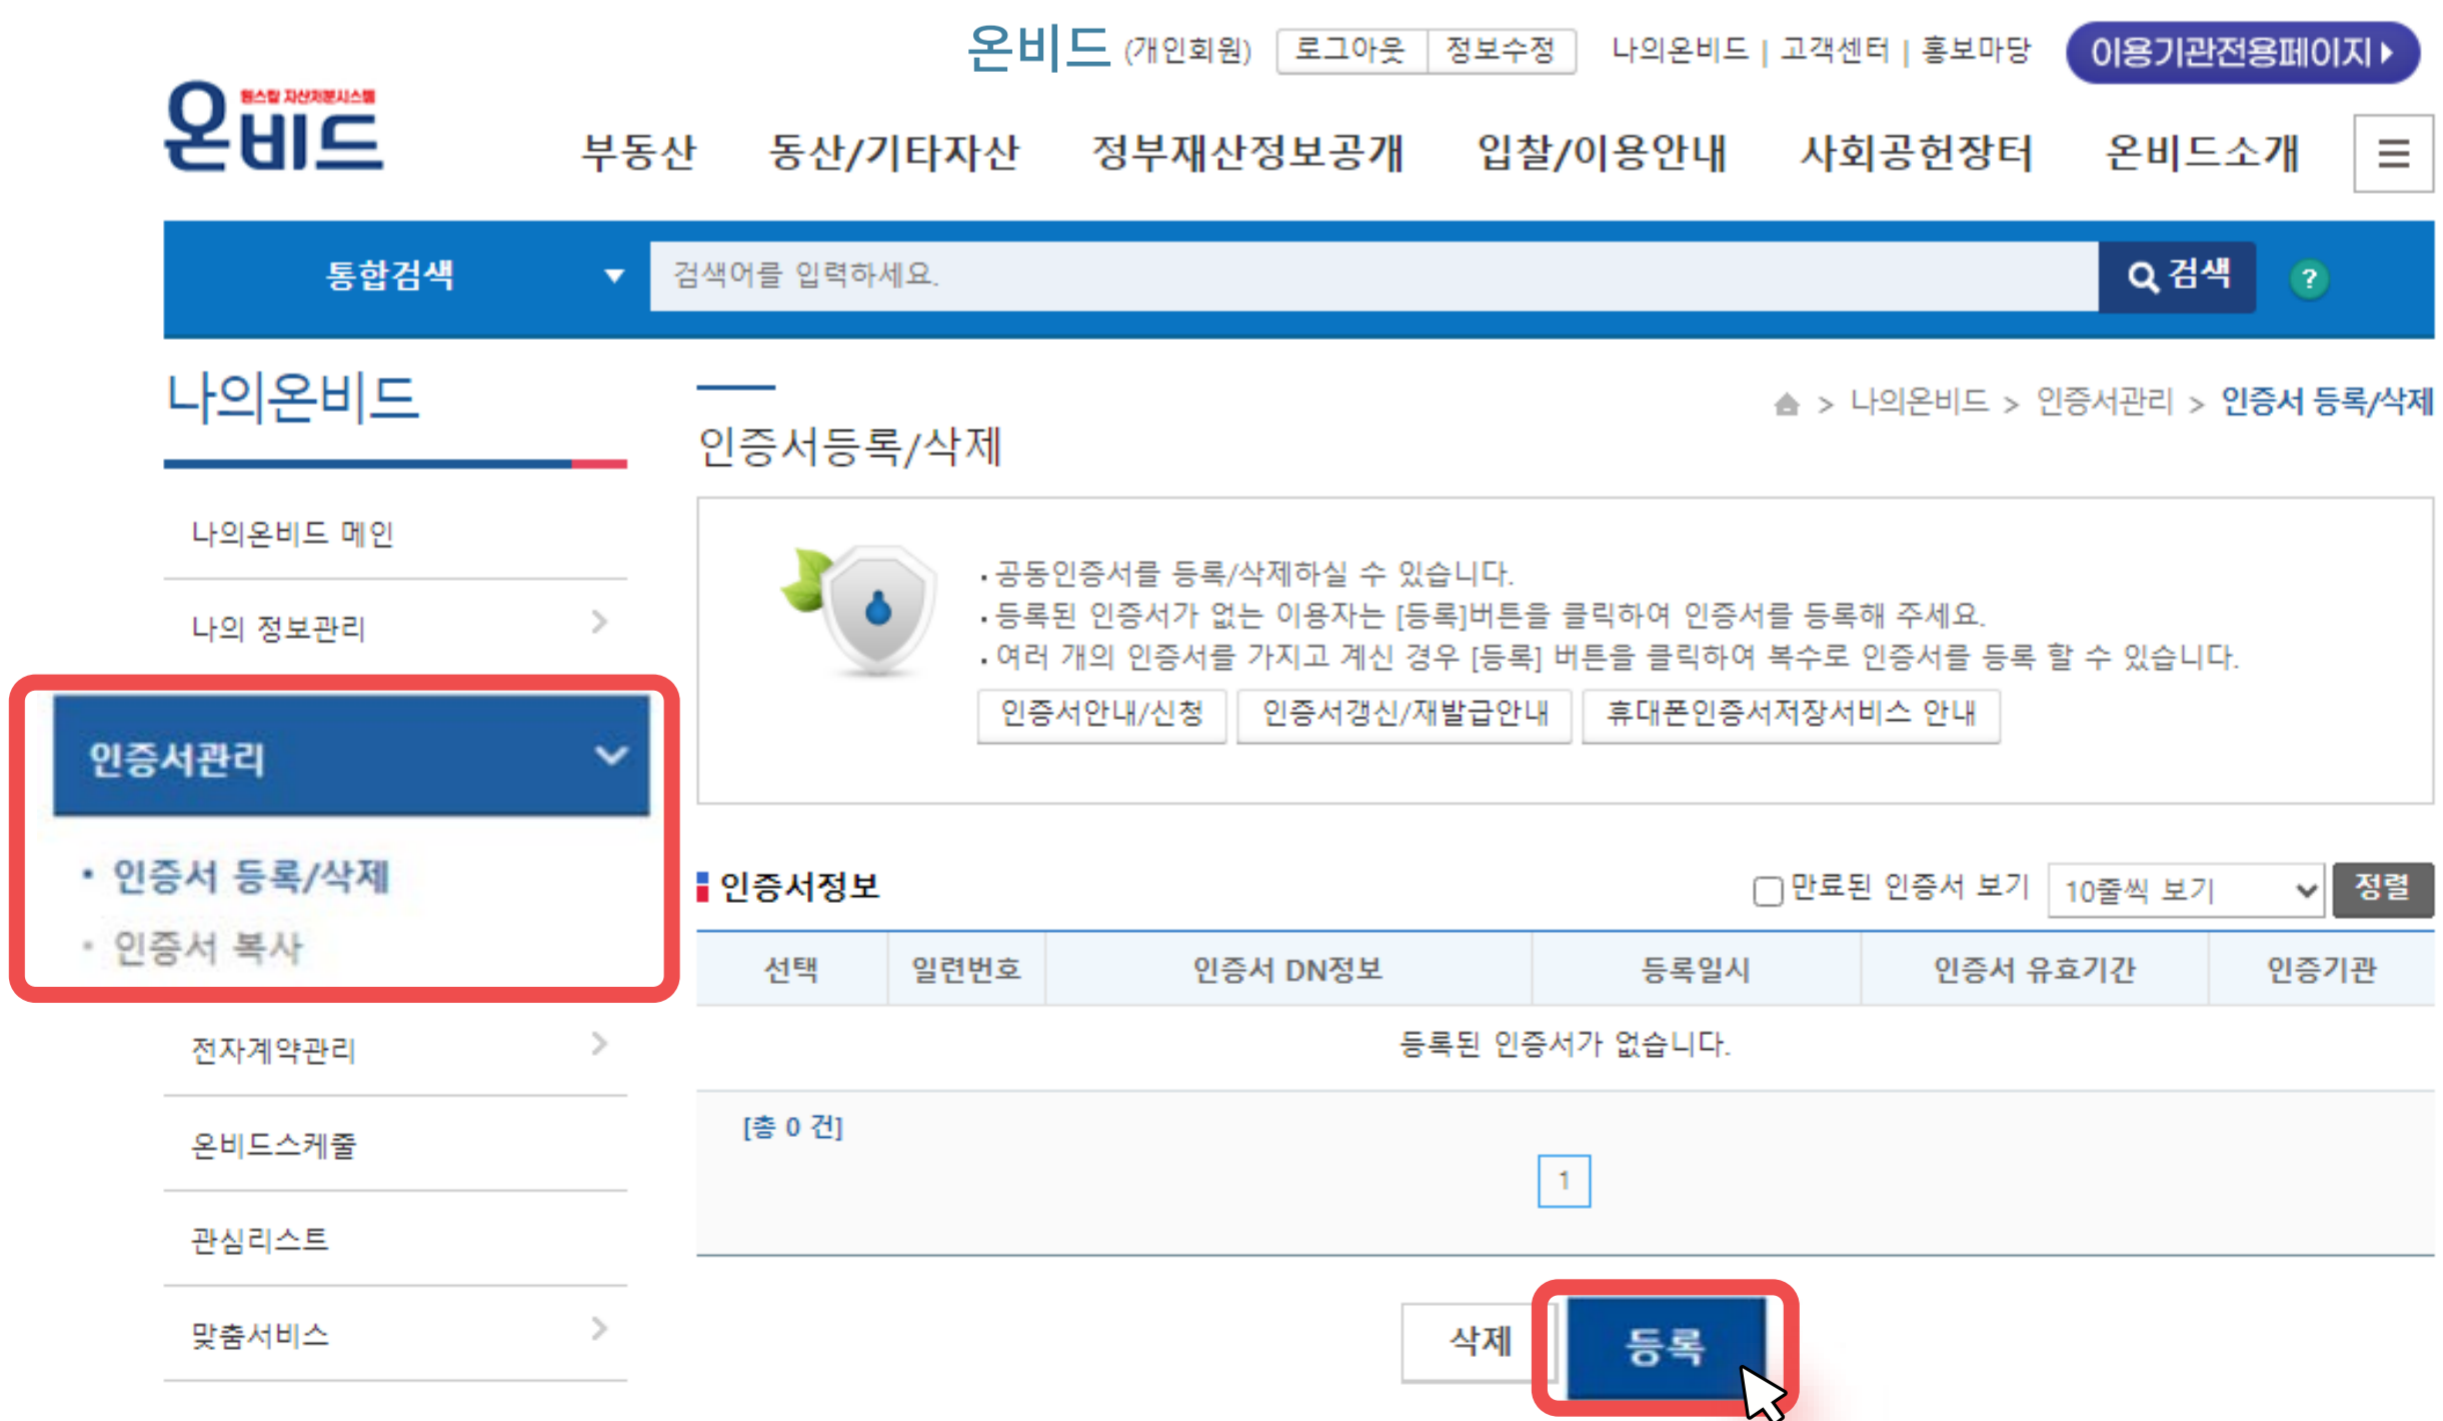 온비드 (개인회원) 로그아웃 정보수정 나의온비드 | 고객센터 | 홍보마당 이용기관전용페이지
원스톱 자산처분시스템
온비드
부동산 동산/기타자산 정부재산정보공개 입찰/이용안내 사회공헌장터 온비드소개
통합검색 검색어를 입력하세요. 검색 ?
나의온비드
나의온비드 메인
나의 정보관리
인증서관리
• 인증서 등록/삭제
• 인증서 복사
전자계약관리
온비드스케줄
관심리스트
맞춤서비스
> 나의온비드 > 인증서관리 > 인증서 등록/삭제
인증서등록/삭제
• 공동인증서를 등록/삭제하실 수 있습니다.
• 등록된 인증서가 없는 이용자는 [등록]버튼을 클릭하여 인증서를 등록해 주세요.
• 여러 개의 인증서를 가지고 계신 경우 [등록] 버튼을 클릭하여 복수로 인증서를 등록 할 수 있습니다.
인증서안내/신청 인증서갱신/재발급안내 휴대폰인증서저장서비스 안내
인증서정보 만료된 인증서 보기 10줄씩 보기 정렬
선택 일련번호 인증서 DN정보 등록일시 인증서 유효기간 인증기관
등록된 인증서가 없습니다.
[총 0 건]
1
삭제 등록